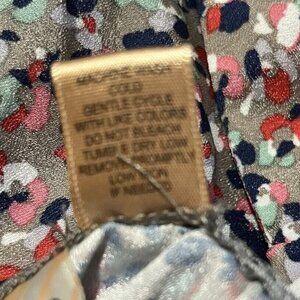 MACHINE WASH
COLD
GENTLE CYCLE
WITH LIKE COLORS
DO NOT BLEACH
TUMBLE DRY LOW
REMOVE PROMPTLY
LOW IRON
IF NEEDED